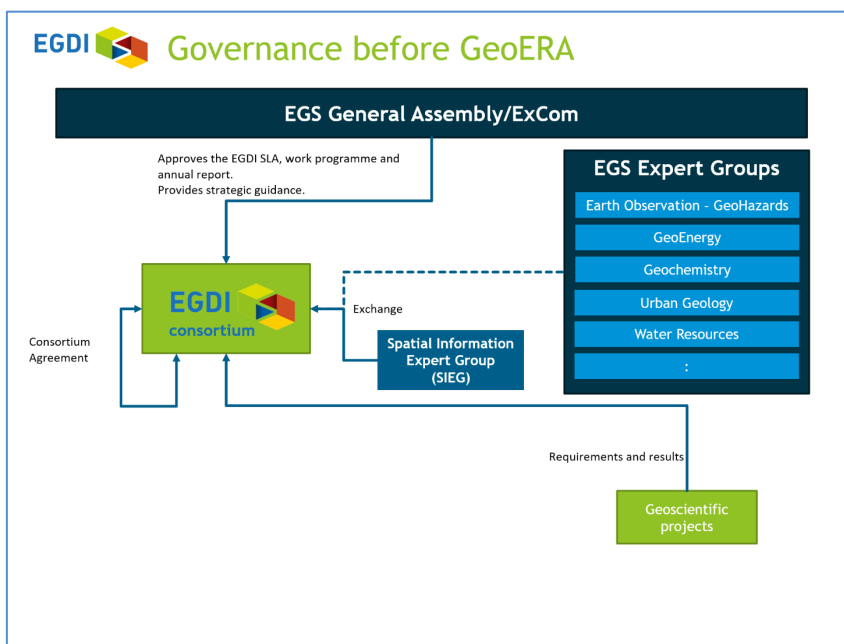 EGDI
Governance before GeoERA
EGS General Assembly/ExCom
Approves the EGDI SLA, work programme and
annual report.
Provides strategic guidance.
EGS Expert Groups
Earth Observation - GeoHazards
GeoEnergy
Geochemistry
Urban Geology
Water Resources
:
EGDI
consortium
Exchange
Consortium
Agreement
Spatial Information
Expert Group
(SIEG)
Requirements and results
Geoscientific
projects